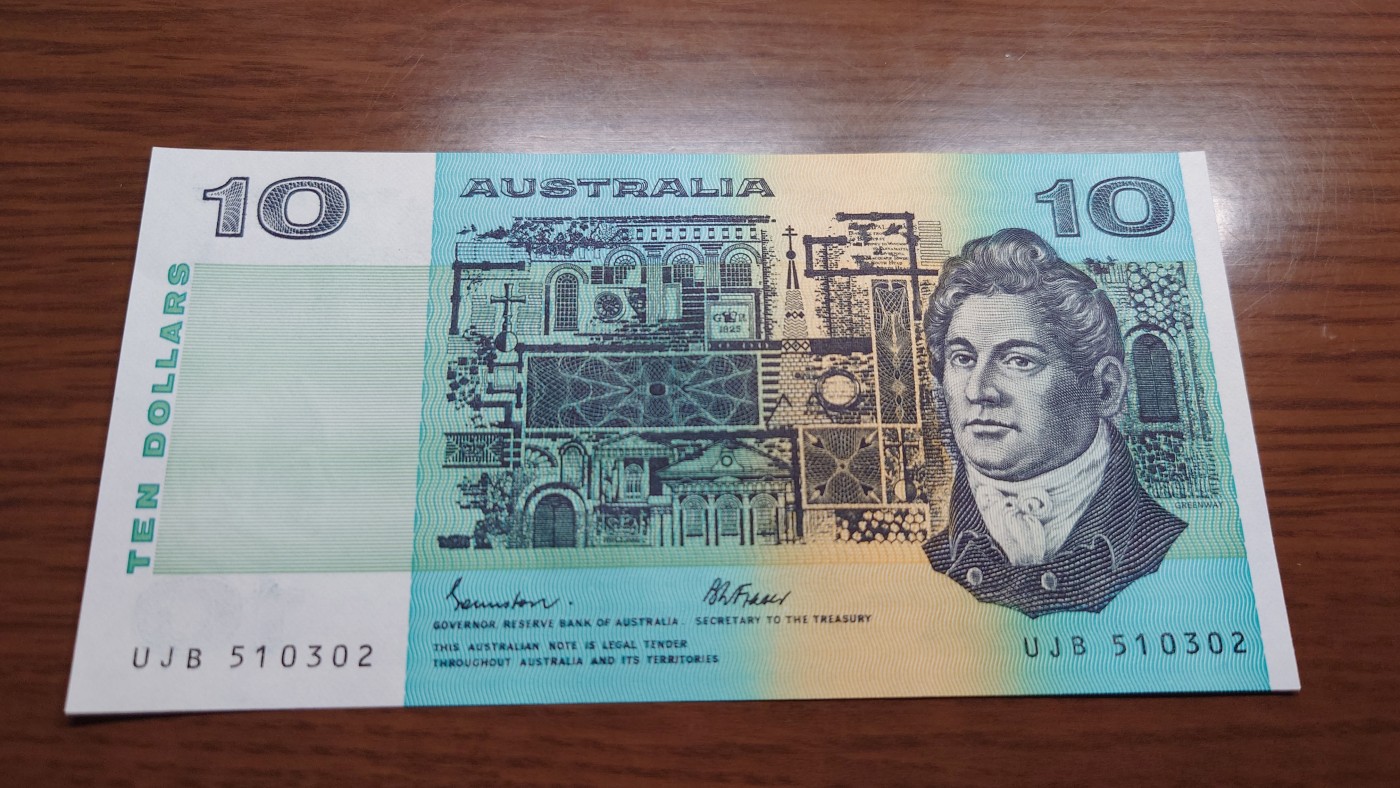 10
AUSTRALIA
10
TEN DOLLARS
G R
1825
GREENWAY
GOVERNOR, RESERVE BANK OF AUSTRALIA. SECRETARY TO THE TREASURY
THIS AUSTRALIAN NOTE IS LEGAL TENDER
THROUGHOUT AUSTRALIA AND ITS TERRITORIES
UJB 510302
UJB 510302